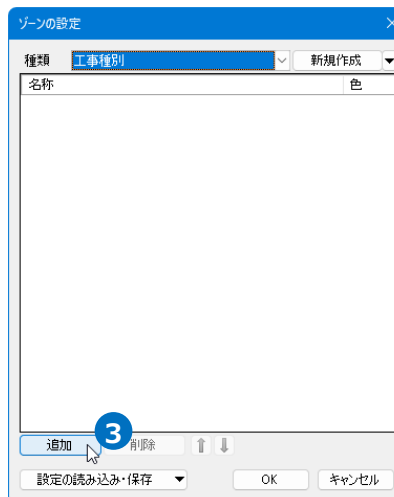 ゾーンの設定
種類 工事種別 新規作成
名称 色
追加 3 削除
設定の読み込み・保存 OK キャンセル